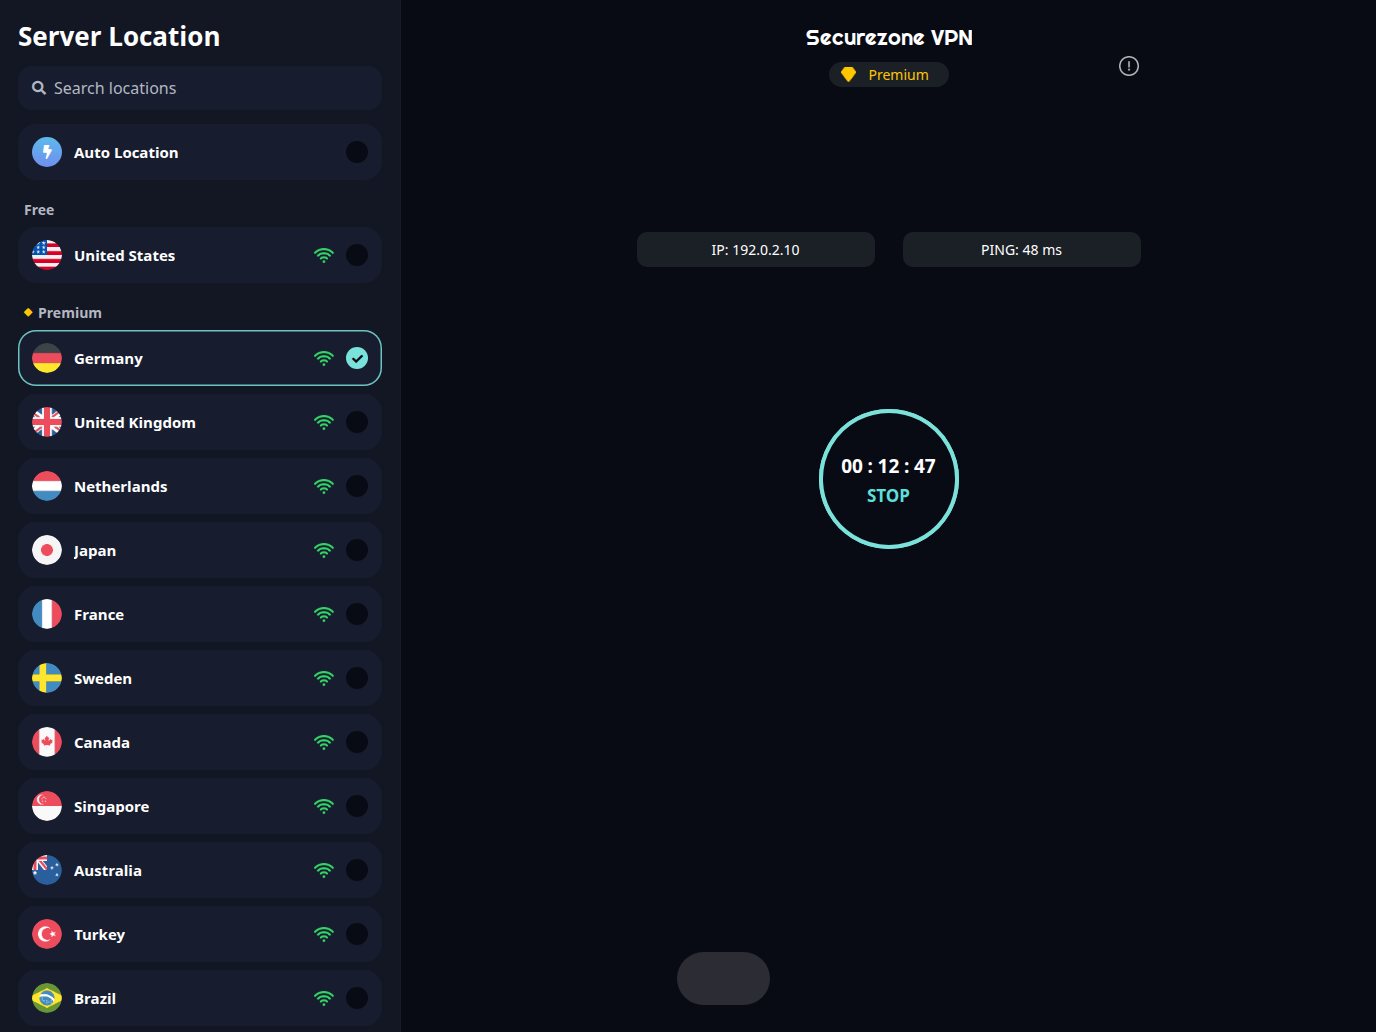 Server Location
Search locations
Auto Location
Free
United States
Premium
Germany
United Kingdom
Netherlands
Japan
France
Sweden
Canada
Singapore
Australia
Turkey
Brazil
Securezone VPN
Premium
IP: 192.0.2.10
PING: 48 ms
00 : 12 : 47
STOP